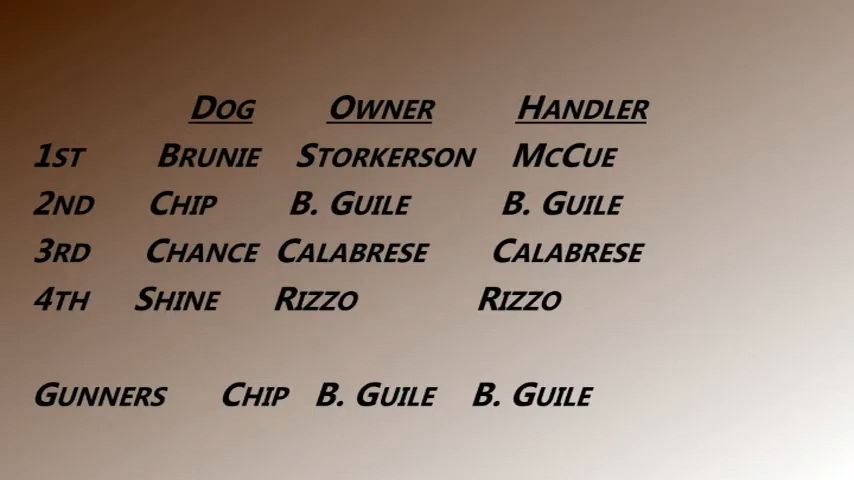 Dog Owner Handler
1st Brunie Storkerson McCue
2nd Chip B. Guile B. Guile
3rd Chance Calabrese Calabrese
4th Shine Rizzo Rizzo
Gunners Chip B. Guile B. Guile